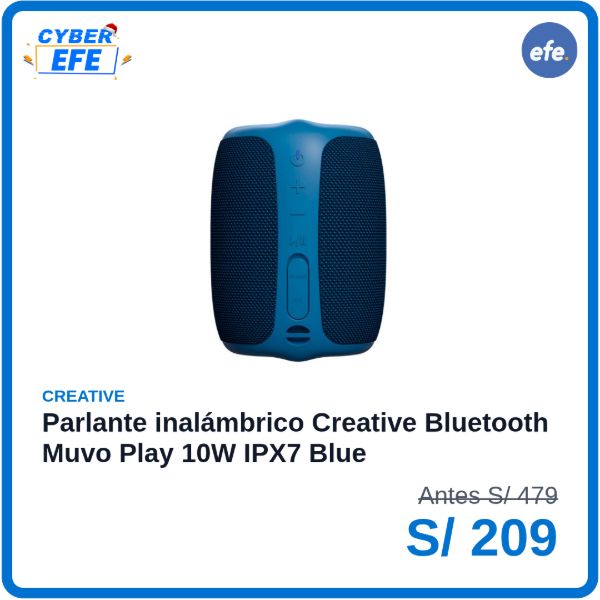 CYBER
EFE
efe.
CREATIVE
Parlante inalámbrico Creative Bluetooth
Muvo Play 10W IPX7 Blue
Antes S/ 479
S/ 209